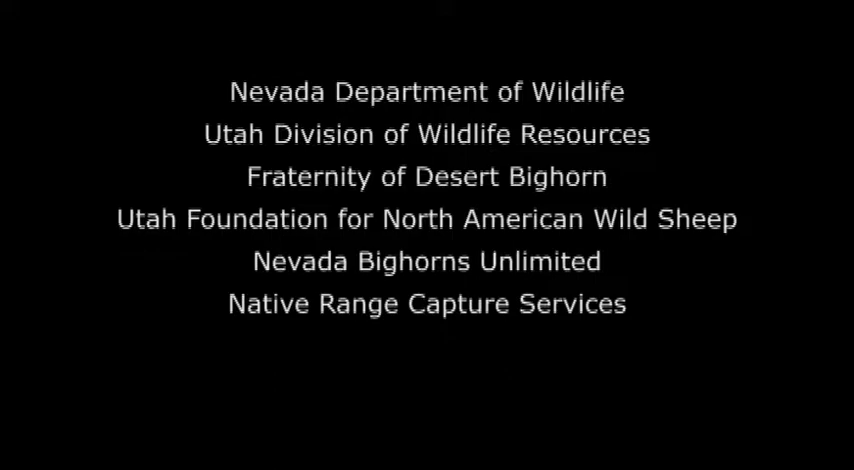 Nevada Department of Wildlife
Utah Division of Wildlife Resources
Fraternity of Desert Bighorn
Utah Foundation for North American Wild Sheep
Nevada Bighorns Unlimited
Native Range Capture Services